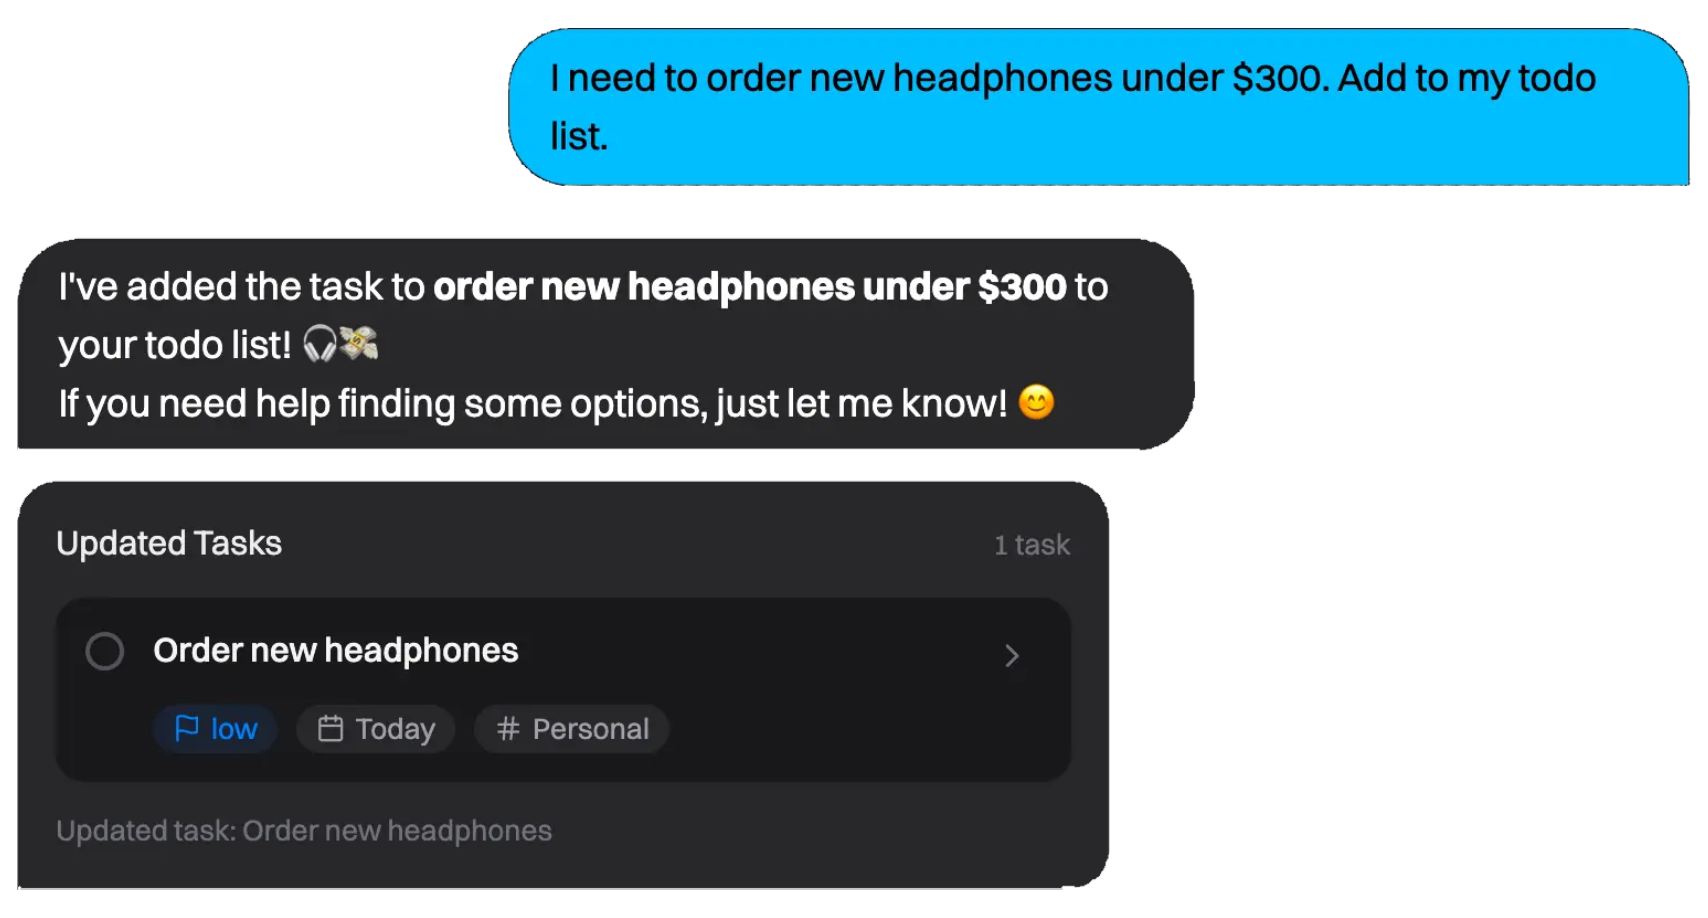 I need to order new headphones under $300. Add to my todo
list.
I've added the task to order new headphones under $300 to
your todo list! 🎧💸
If you need help finding some options, just let me know! 😊
Updated Tasks
1 task
Order new headphones
low
Today
# Personal
Updated task: Order new headphones